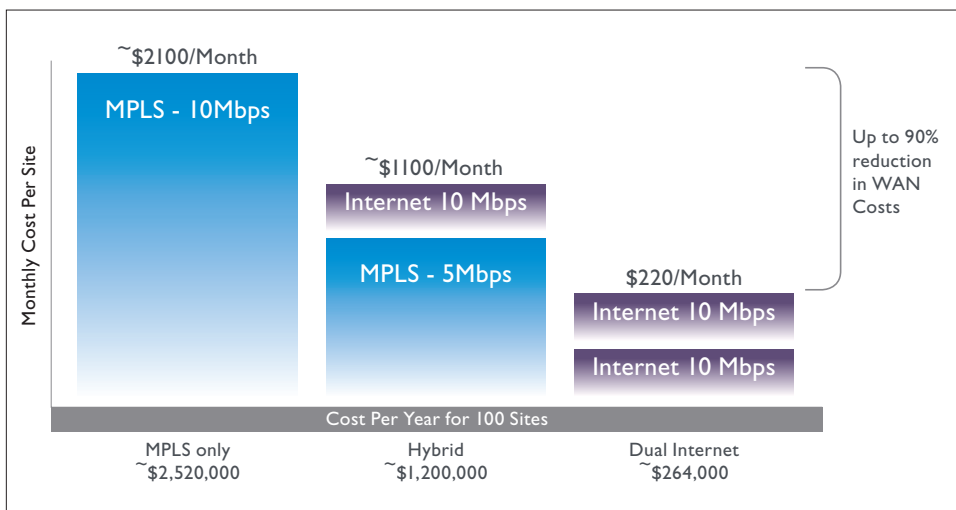 ~$2100/Month
MPLS - 10Mbps
~$1100/Month
Internet 10 Mbps
MPLS - 5Mbps
$220/Month
Internet 10 Mbps
Internet 10 Mbps
Up to 90%
reduction
in WAN
Costs
Monthly Cost Per Site
Cost Per Year for 100 Sites
MPLS only
~$2,520,000
Hybrid
~$1,200,000
Dual Internet
~$264,000